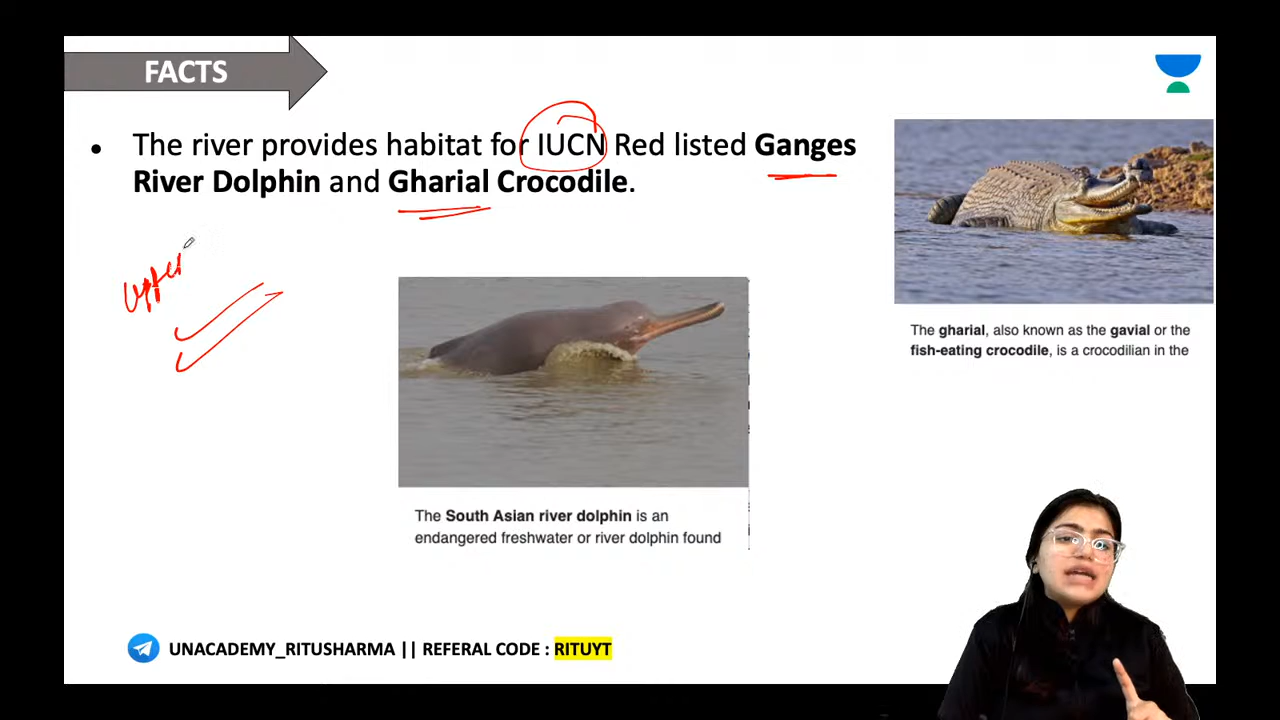 FACTS
• The river provides habitat for IUCN Red listed Ganges
River Dolphin and Gharial Crocodile.
Upper
The gharial, also known as the gavial or the
fish-eating crocodile, is a crocodilian in the
The South Asian river dolphin is an
endangered freshwater or river dolphin found
UNACADEMY_RITUSHARMA || REFERAL CODE : RITUYT